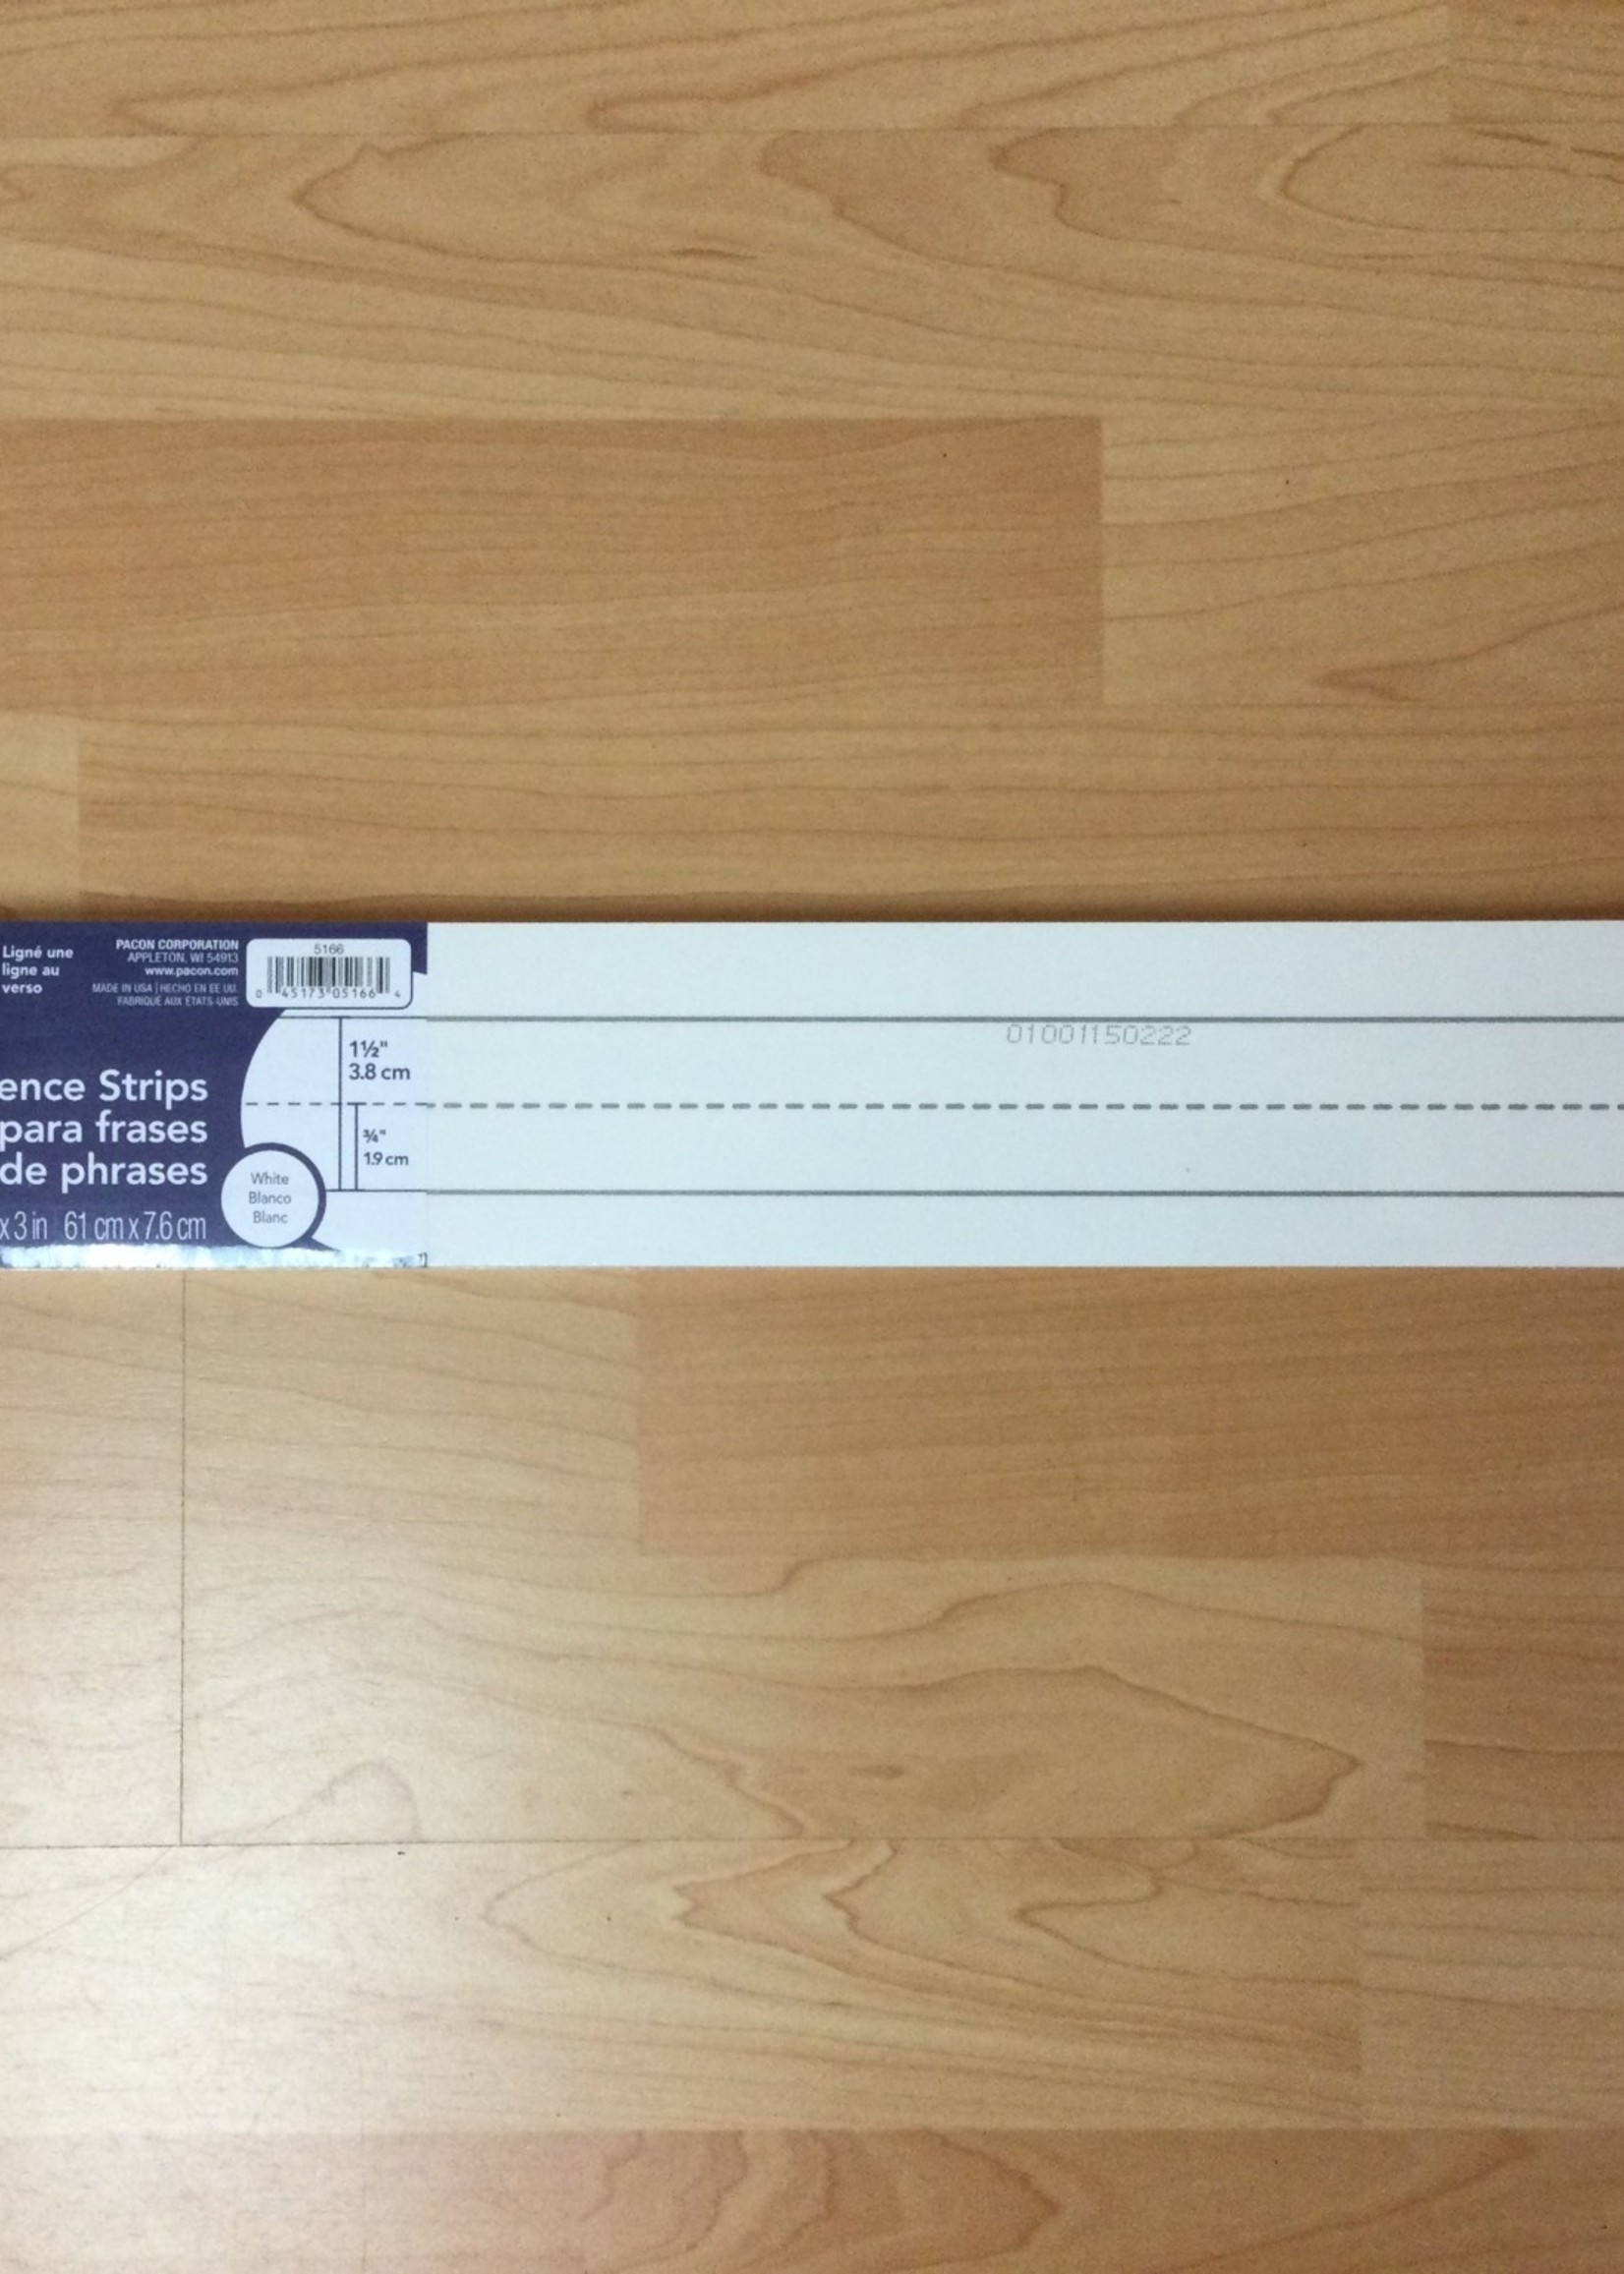 Ligné une
ligne au
verso
PACON CORPORATION
APPLETON, WI 54913
www.pacon.com
MADE IN USA | HECHO EN EE UU.
FABRIQUÉ AUX ÉTATS-UNIS
5166
0 45173 05166 4
ence Strips
para frases
de phrases
x 3 in 61 cm x 7.6 cm
White
Blanco
Blanc
1½"
3.8 cm
¾"
1.9 cm
01001150222